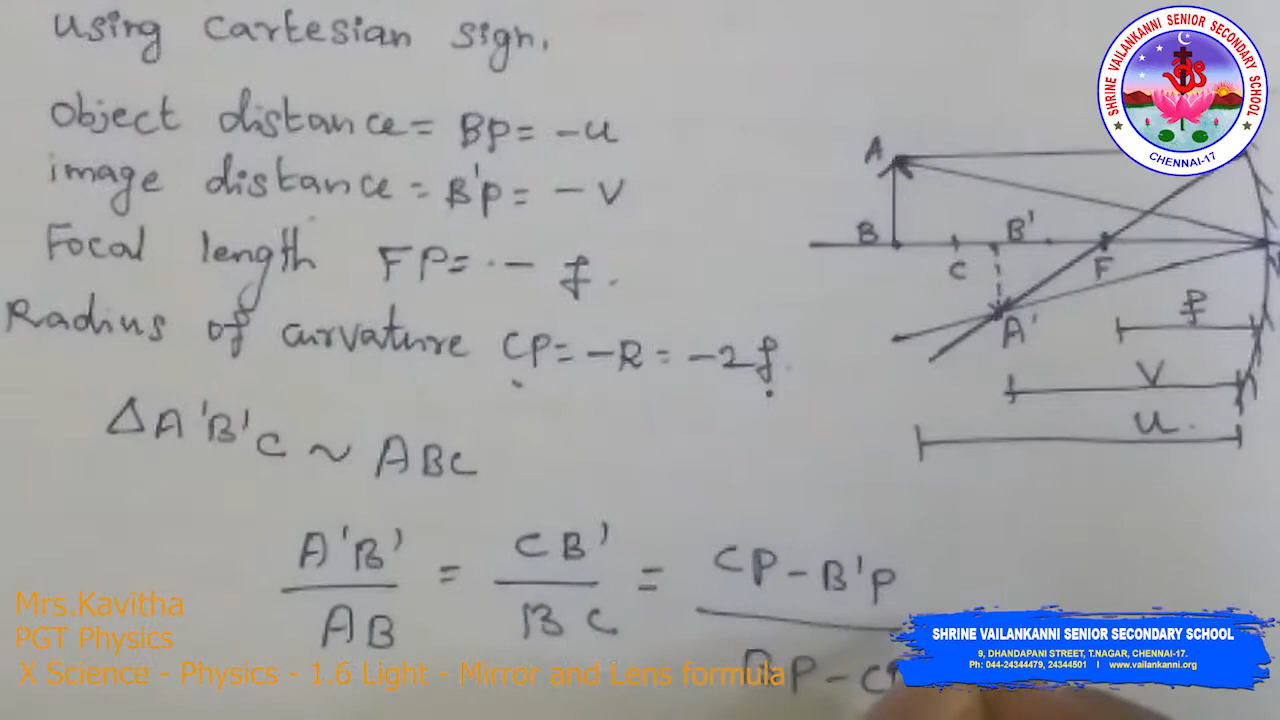 using cartesian sign,
object distance = BP = -u
image distance = B'P = -v
Focal length FP = - f.
Radius of curvature CP = -R = -2f.
ΔA'B'C ~ ABC
A'B' / AB = CB' / BC = CP - B'P
BP - C
A
B
C
B'
F
A'
f
v
u.
SHRINE VAILANKANNI SENIOR SECONDARY SCHOOL
CHENNAI-17
Mrs.Kavitha
PGT Physics
X Science - Physics - 1.6 Light - Mirror and Lens formula
SHRINE VAILANKANNI SENIOR SECONDARY SCHOOL
9, DHANDAPANI STREET, T.NAGAR, CHENNAI-17.
Ph: 044-24344479, 24344501 | www.vailankanni.org